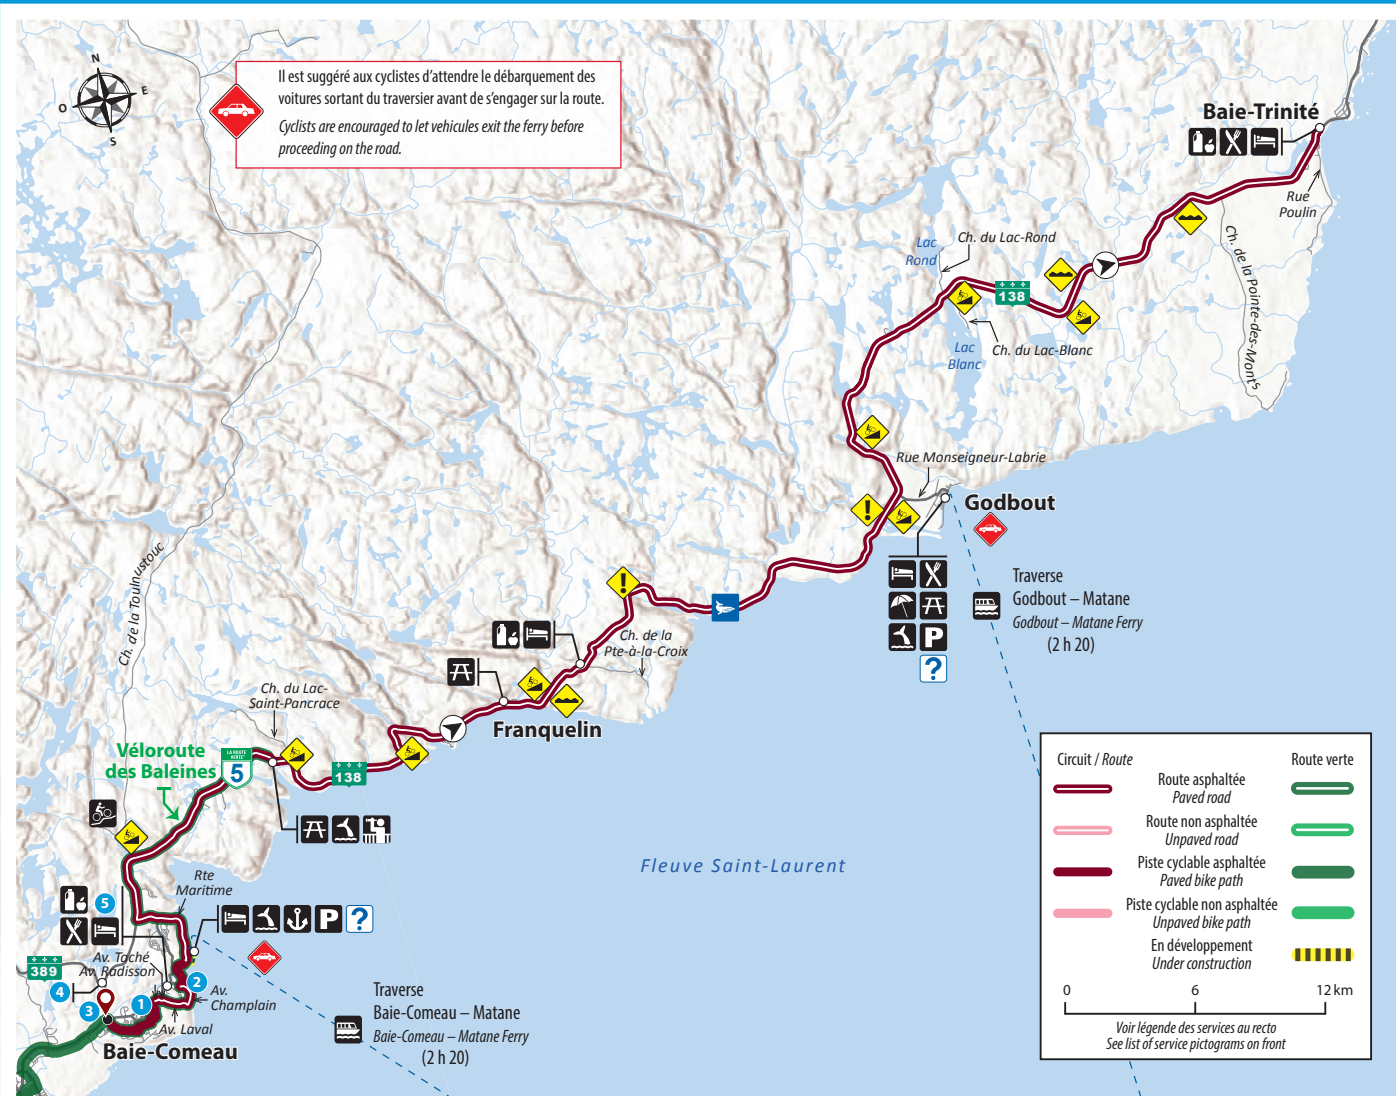 N
E
S
O
Il est suggéré aux cyclistes d'attendre le débarquement des
voitures sortant du traversier avant de s'engager sur la route.
Cyclists are encouraged to let vehicules exit the ferry before
proceeding on the road.
Baie-Trinité
Rue
Poulin
Ch. de la Pointe-des-Monts
Lac
Rond
Ch. du Lac-Rond
138
Lac
Blanc
Ch. du Lac-Blanc
Rue Monseigneur-Labrie
!
Godbout
P
?
Traverse
Godbout – Matane
Godbout – Matane Ferry
(2 h 20)
Ch. de la Toulnustouc
!
Ch. de la
Pte-à-la-Croix
Franquelin
Ch. du Lac-
Saint-Pancrace
Véloroute
des Baleines
LA ROUTE
VERTE
5
138
Rte
Maritime
5
P
?
Av. Taché
Av. Radisson
389
4
3
1
2
Av.
Champlain
Av. Laval
Baie-Comeau
Traverse
Baie-Comeau – Matane
Baie-Comeau – Matane Ferry
(2 h 20)
Fleuve Saint-Laurent
Circuit / Route
Route verte
Route asphaltée
Paved road
Route non asphaltée
Unpaved road
Piste cyclable asphaltée
Paved bike path
Piste cyclable non asphaltée
Unpaved bike path
En développement
Under construction
0 6 12 km
Voir légende des services au recto
See list of service pictograms on front